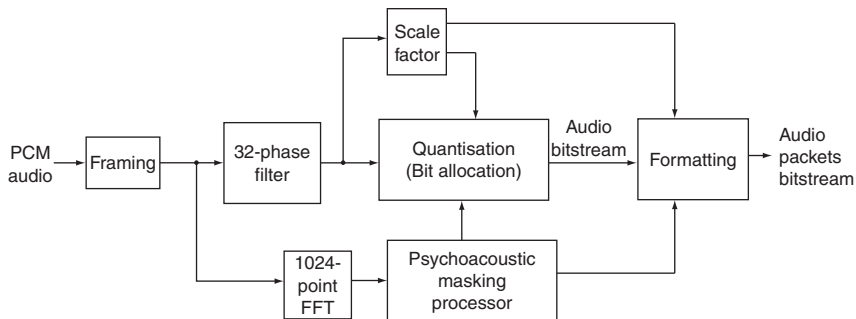 Scale
factor
PCM
audio
Framing
32-phase
filter
Quantisation
(Bit allocation)
Audio
bitstream
Formatting
Audio
packets
bitstream
1024-
point
FFT
Psychoacoustic
masking
processor